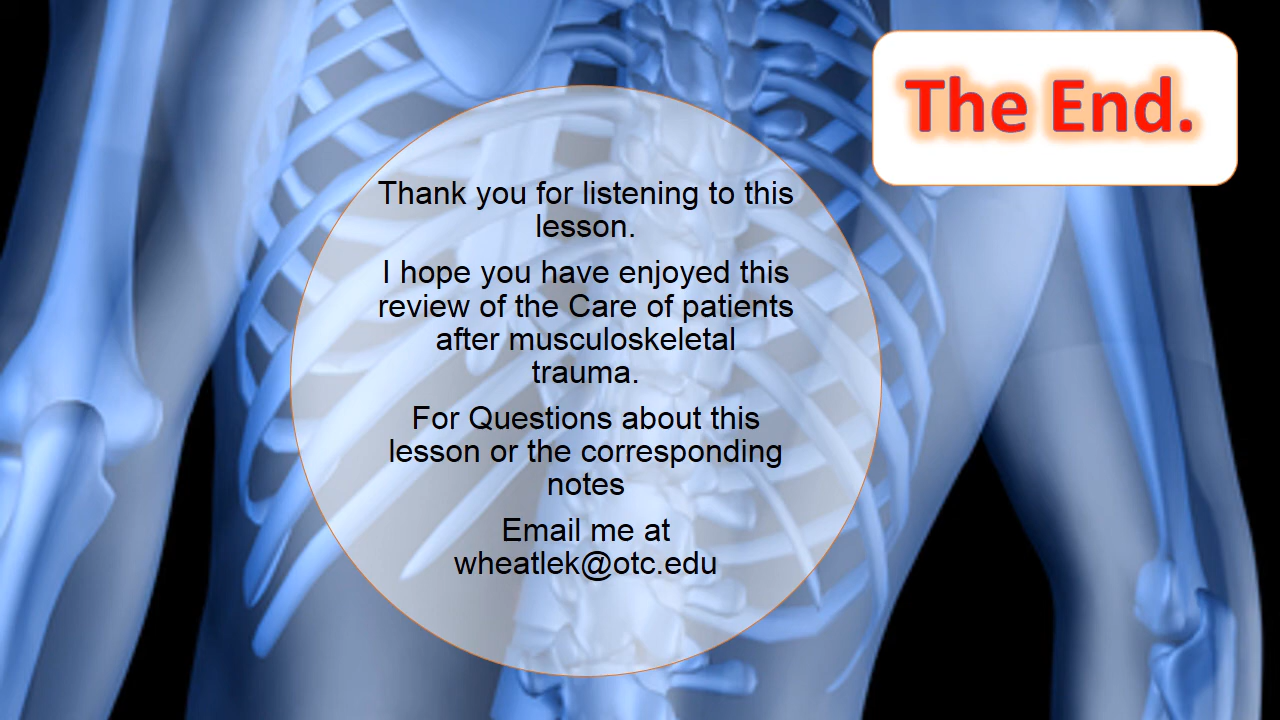 The End.
Thank you for listening to this
lesson.
I hope you have enjoyed this
review of the Care of patients
after musculoskeletal
trauma.
For Questions about this
lesson or the corresponding
notes
Email me at
wheatlek@otc.edu